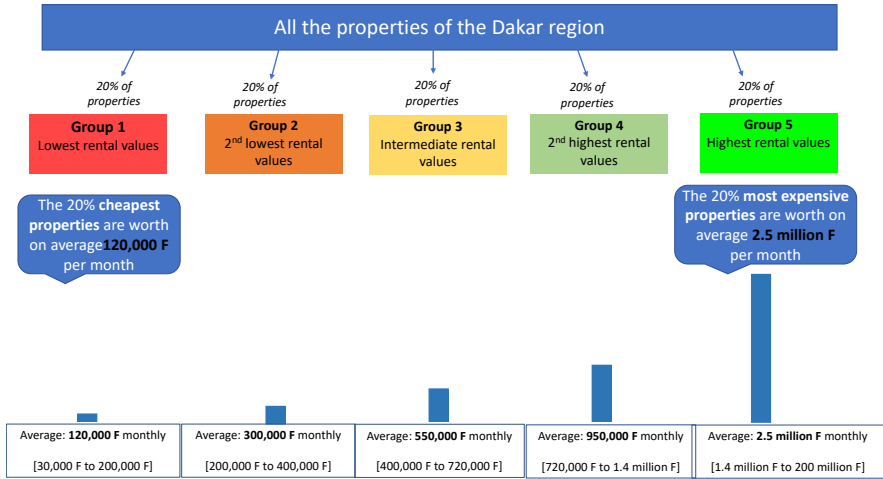 All the properties of the Dakar region
20% of
properties
20% of
properties
20% of
properties
20% of
properties
20% of
properties
Group 1
Lowest rental values
Group 2
2nd lowest rental
values
Group 3
Intermediate rental
values
Group 4
2nd highest rental
values
Group 5
Highest rental values
The 20% cheapest
properties are worth
on average120,000 F
per month
The 20% most expensive
properties are worth on
average 2.5 million F
per month
Average: 120,000 F monthly
[30,000 F to 200,000 F]
Average: 300,000 F monthly
[200,000 F to 400,000 F]
Average: 550,000 F monthly
[400,000 F to 720,000 F]
Average: 950,000 F monthly
[720,000 F to 1.4 million F]
Average: 2.5 million F monthly
[1.4 million F to 200 million F]